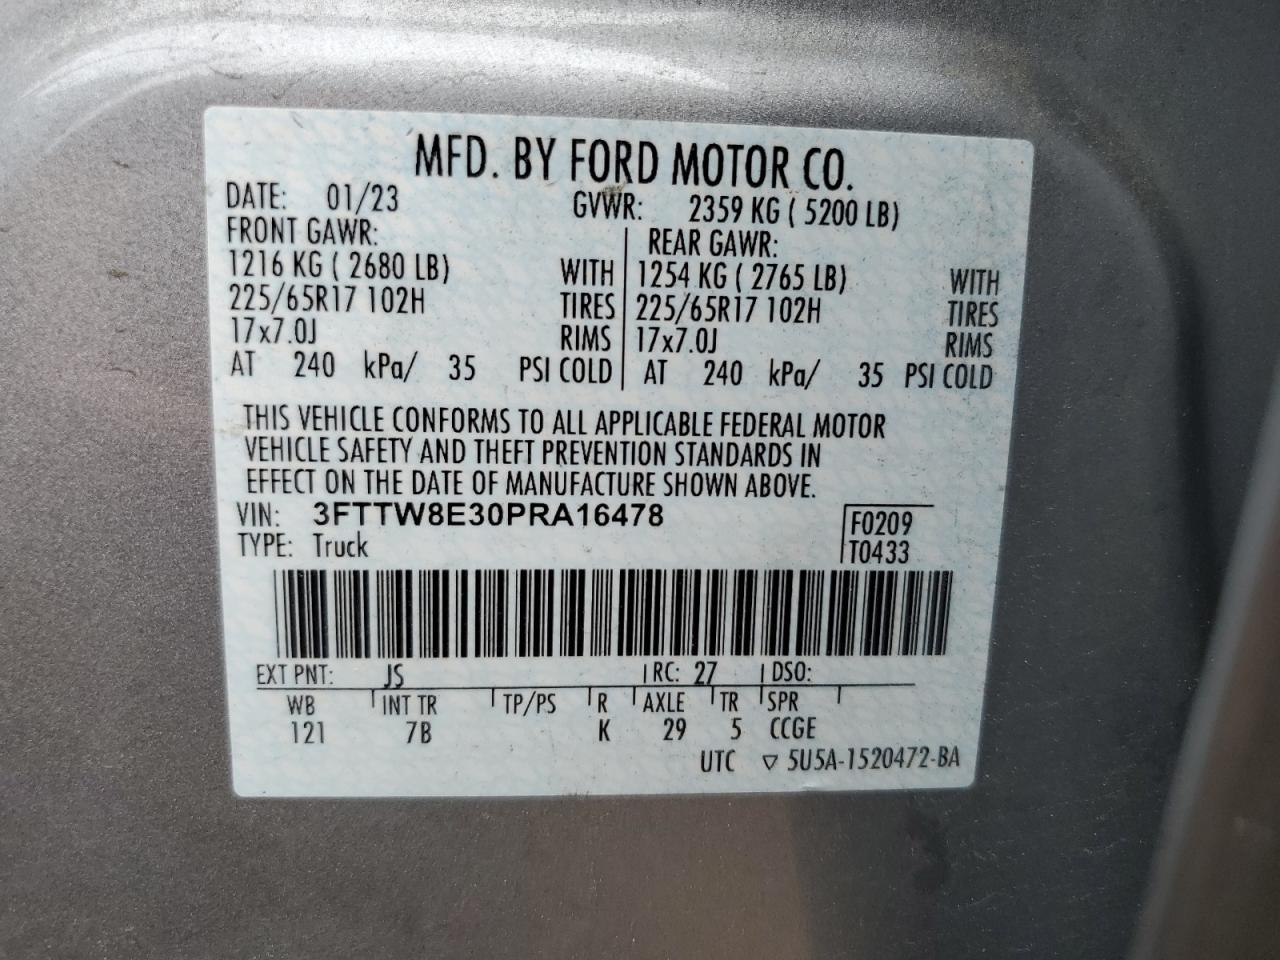 MFD. BY FORD MOTOR CO.
DATE: 01/23 GVWR: 2359 KG ( 5200 LB)
FRONT GAWR: REAR GAWR:
1216 KG ( 2680 LB) WITH 1254 KG ( 2765 LB) WITH
225/65R17 102H TIRES 225/65R17 102H TIRES
17x7.0J RIMS 17x7.0J RIMS
AT 240 kPa/ 35 PSI COLD AT 240 kPa/ 35 PSI COLD
THIS VEHICLE CONFORMS TO ALL APPLICABLE FEDERAL MOTOR
VEHICLE SAFETY AND THEFT PREVENTION STANDARDS IN
EFFECT ON THE DATE OF MANUFACTURE SHOWN ABOVE.
VIN: 3FTTW8E30PRA16478 F0209
TYPE: Truck T0433
EXT PNT: JS RC: 27 DSO:
WB INT TR TP/PS R AXLE TR SPR
121 7B K 29 5 CCGE
UTC ▽ 5U5A-1520472-BA